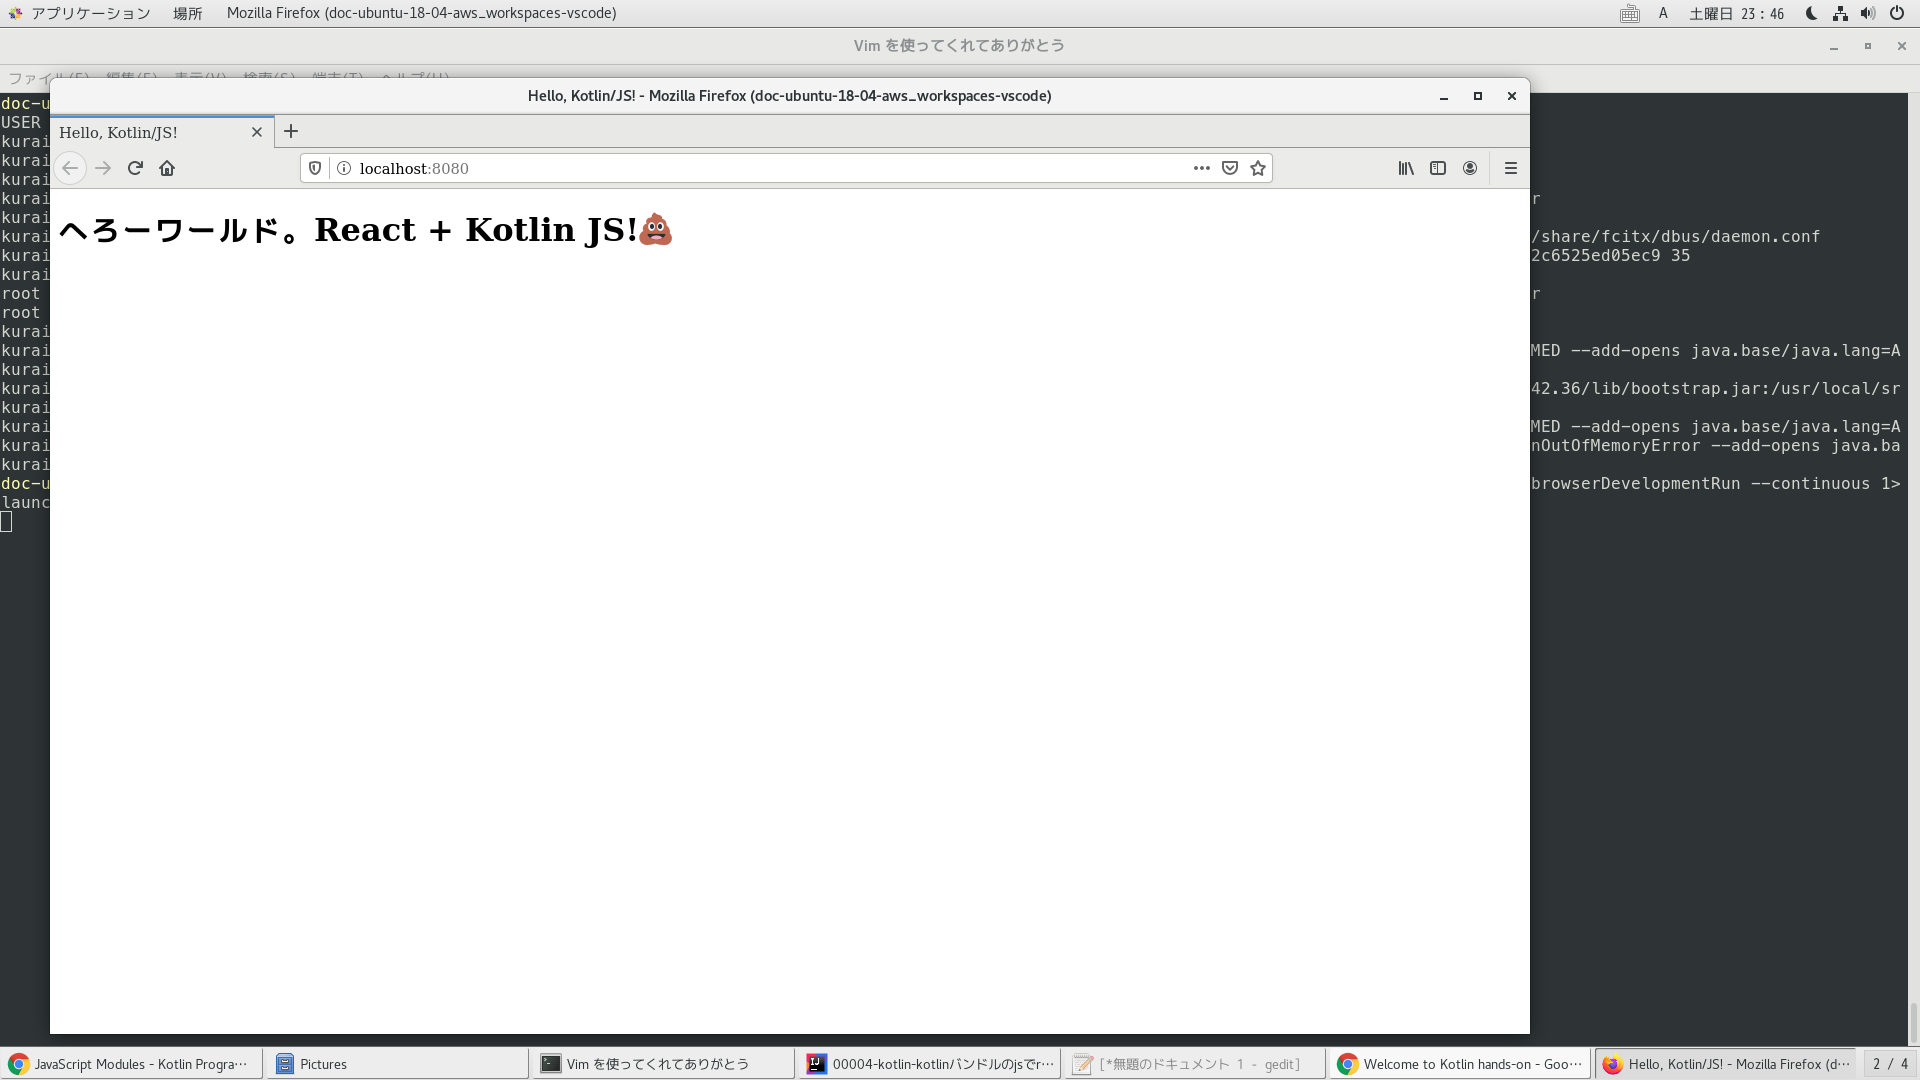 アプリケーション 場所 Mozilla Firefox (doc-ubuntu-18-04-aws_workspaces-vscode) A 土曜日 23：46
Vim を使ってくれてありがとう
ファイル(F) 編集(E) 表示(V) 検索(S) 端末(T) ヘルプ(H)
Hello, Kotlin/JS! - Mozilla Firefox (doc-ubuntu-18-04-aws_workspaces-vscode)
Hello, Kotlin/JS!
localhost:8080
へろーワールド。React + Kotlin JS!💩
doc-u
USER
kurai
kurai
kurai
kurai r
kurai
kurai /share/fcitx/dbus/daemon.conf
kurai 2c6525ed05ec9 35
kurai
root r
root
kurai
kurai MED --add-opens java.base/java.lang=A
kurai
kurai 42.36/lib/bootstrap.jar:/usr/local/sr
kurai
kurai MED --add-opens java.base/java.lang=A
kurai nOutOfMemoryError --add-opens java.ba
kurai
doc-u browserDevelopmentRun --continuous 1>
launc
JavaScript Modules - Kotlin Progra… Pictures Vim を使ってくれてありがとう 00004-kotlin-kotlinバンドルのjsでr… [*無題のドキュメント 1 - gedit] Welcome to Kotlin hands-on - Goo… Hello, Kotlin/JS! - Mozilla Firefox (d… 2 / 4